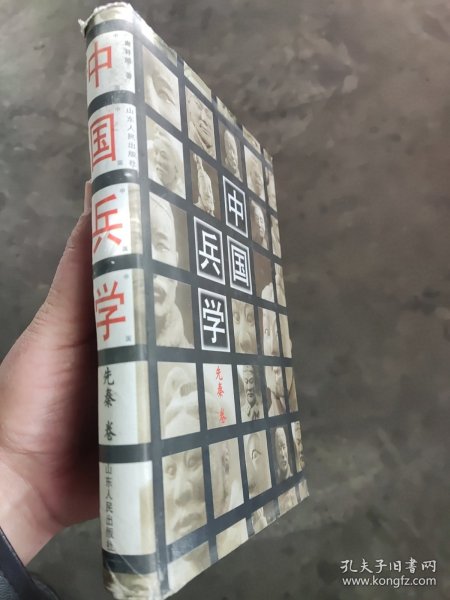 中国兵学
先秦 卷
山东人民出版社
山东人民出版社
中国
兵学
先秦 卷
孔夫子旧书网
www.kongfz.com